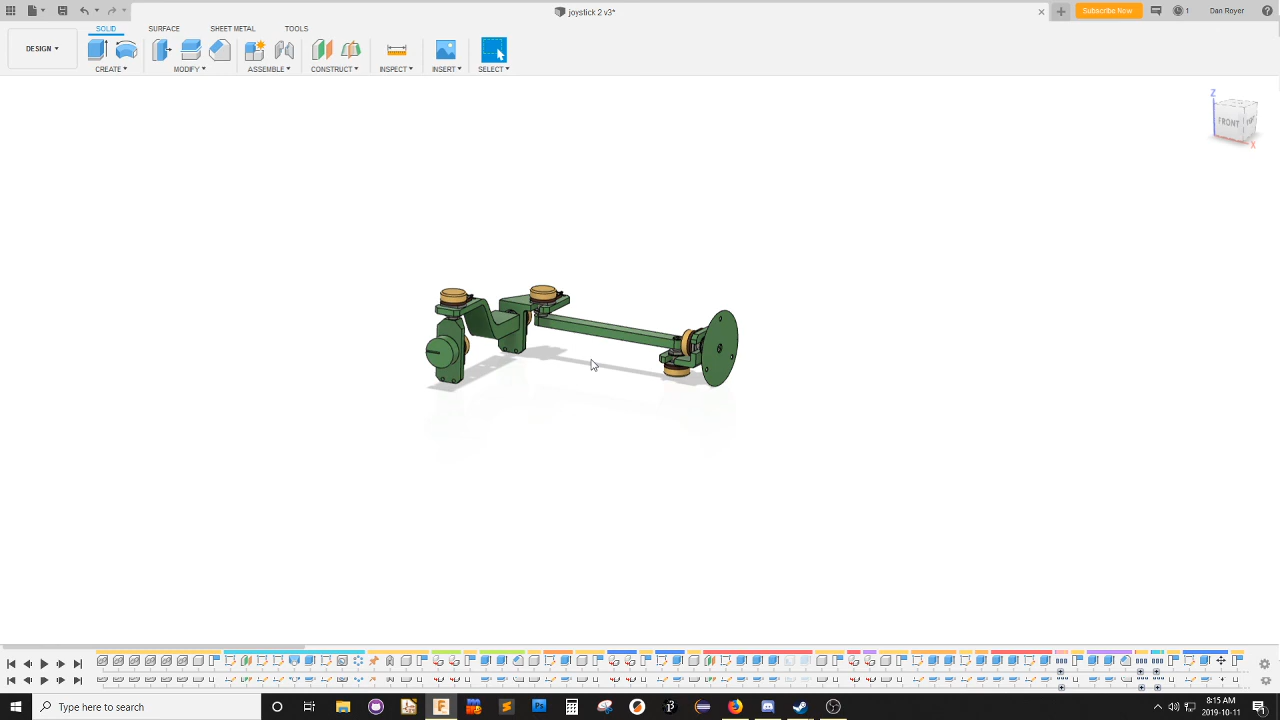 joystick 2 v3*
Subscribe Now
1
Dan Royer
SOLID
SURFACE
SHEET METAL
TOOLS
DESIGN
CREATE
MODIFY
ASSEMBLE
CONSTRUCT
INSPECT
INSERT
SELECT
Z
FRONT
X
Type here to search
8:15 AM
2019-10-11